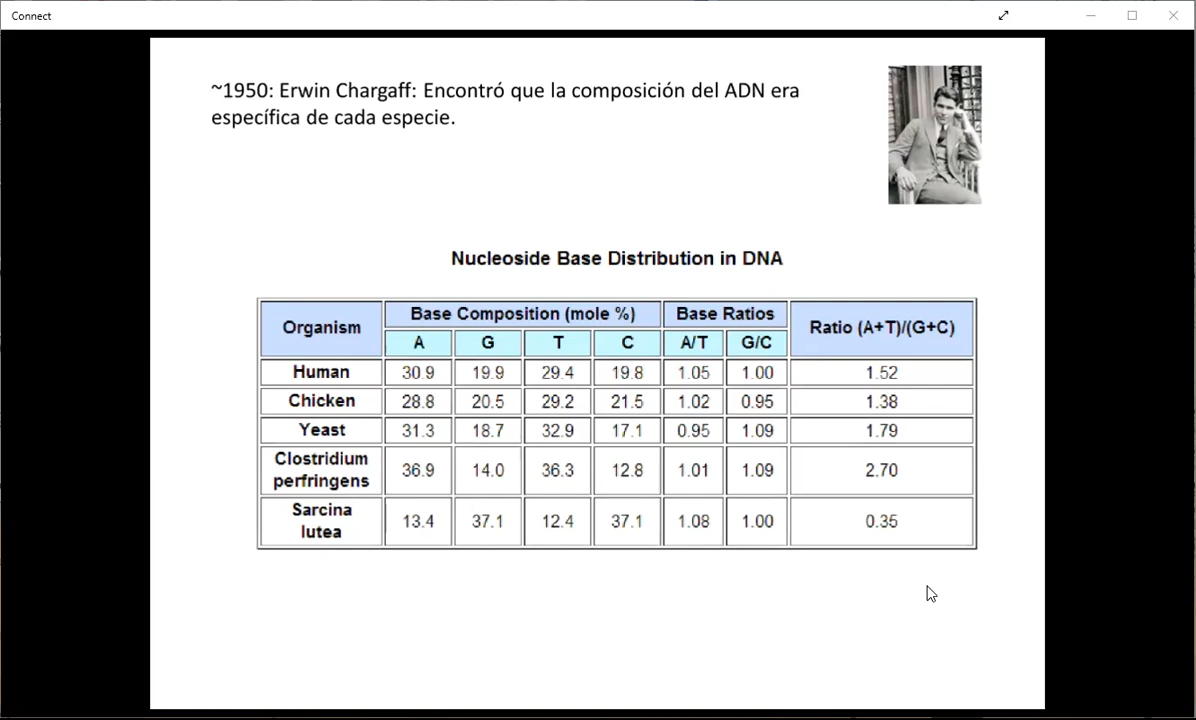 Connect
~1950: Erwin Chargaff: Encontró que la composición del ADN era
específica de cada especie.
Nucleoside Base Distribution in DNA
Organism Base Composition (mole %) Base Ratios Ratio (A+T)/(G+C)
A G T C A/T G/C
Human 30.9 19.9 29.4 19.8 1.05 1.00 1.52
Chicken 28.8 20.5 29.2 21.5 1.02 0.95 1.38
Yeast 31.3 18.7 32.9 17.1 0.95 1.09 1.79
Clostridium
perfringens 36.9 14.0 36.3 12.8 1.01 1.09 2.70
Sarcina
lutea 13.4 37.1 12.4 37.1 1.08 1.00 0.35